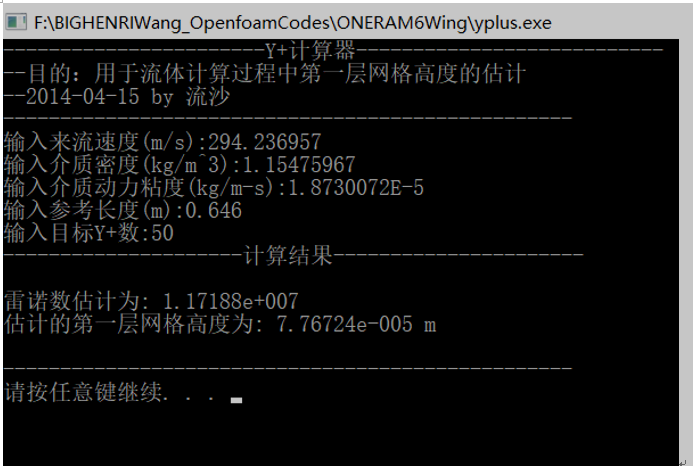 F:\BIGHENRIWang_OpenfoamCodes\ONERAM6Wing\yplus.exe
-----------------------Y+计算器---------------------------
--目的: 用于流体计算过程中第一层网格高度的估计
--2014-04-15 by 流沙
--------------------------------------------------
输入来流速度(m/s):294.236957
输入介质密度(kg/m^3):1.15475967
输入介质动力粘度(kg/m-s):1.8730072E-5
输入参考长度(m):0.646
输入目标Y+数:50
---------------------计算结果----------------------
雷诺数估计为: 1.17188e+007
估计的第一层网格高度为: 7.76724e-005 m
--------------------------------------------------
请按任意键继续. . .